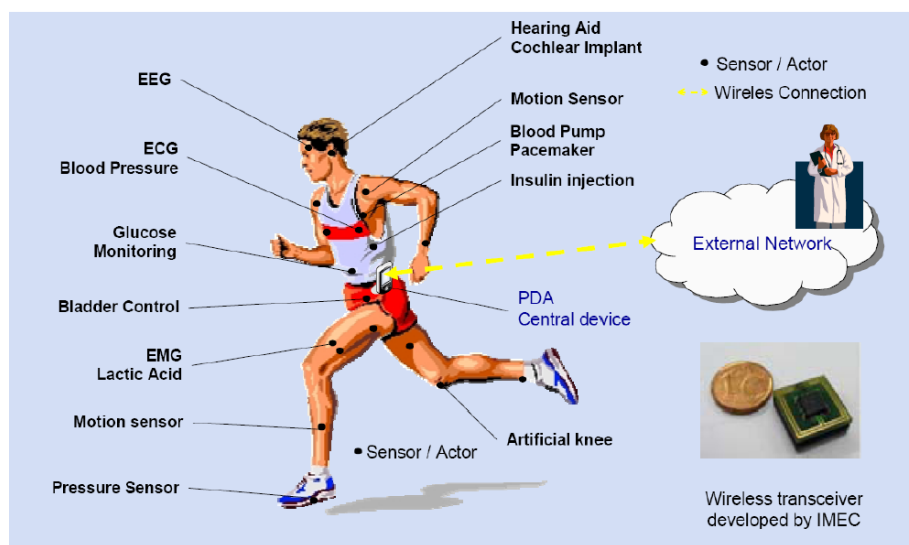 Hearing Aid
Cochlear Implant
EEG
Motion Sensor
ECG
Blood Pressure
Blood Pump
Pacemaker
Insulin injection
Glucose
Monitoring
Bladder Control
PDA
Central device
EMG
Lactic Acid
Motion sensor
Artificial knee
Pressure Sensor
• Sensor / Actor
• Sensor / Actor
Wireles Connection
External Network
Wireless transceiver
developed by IMEC